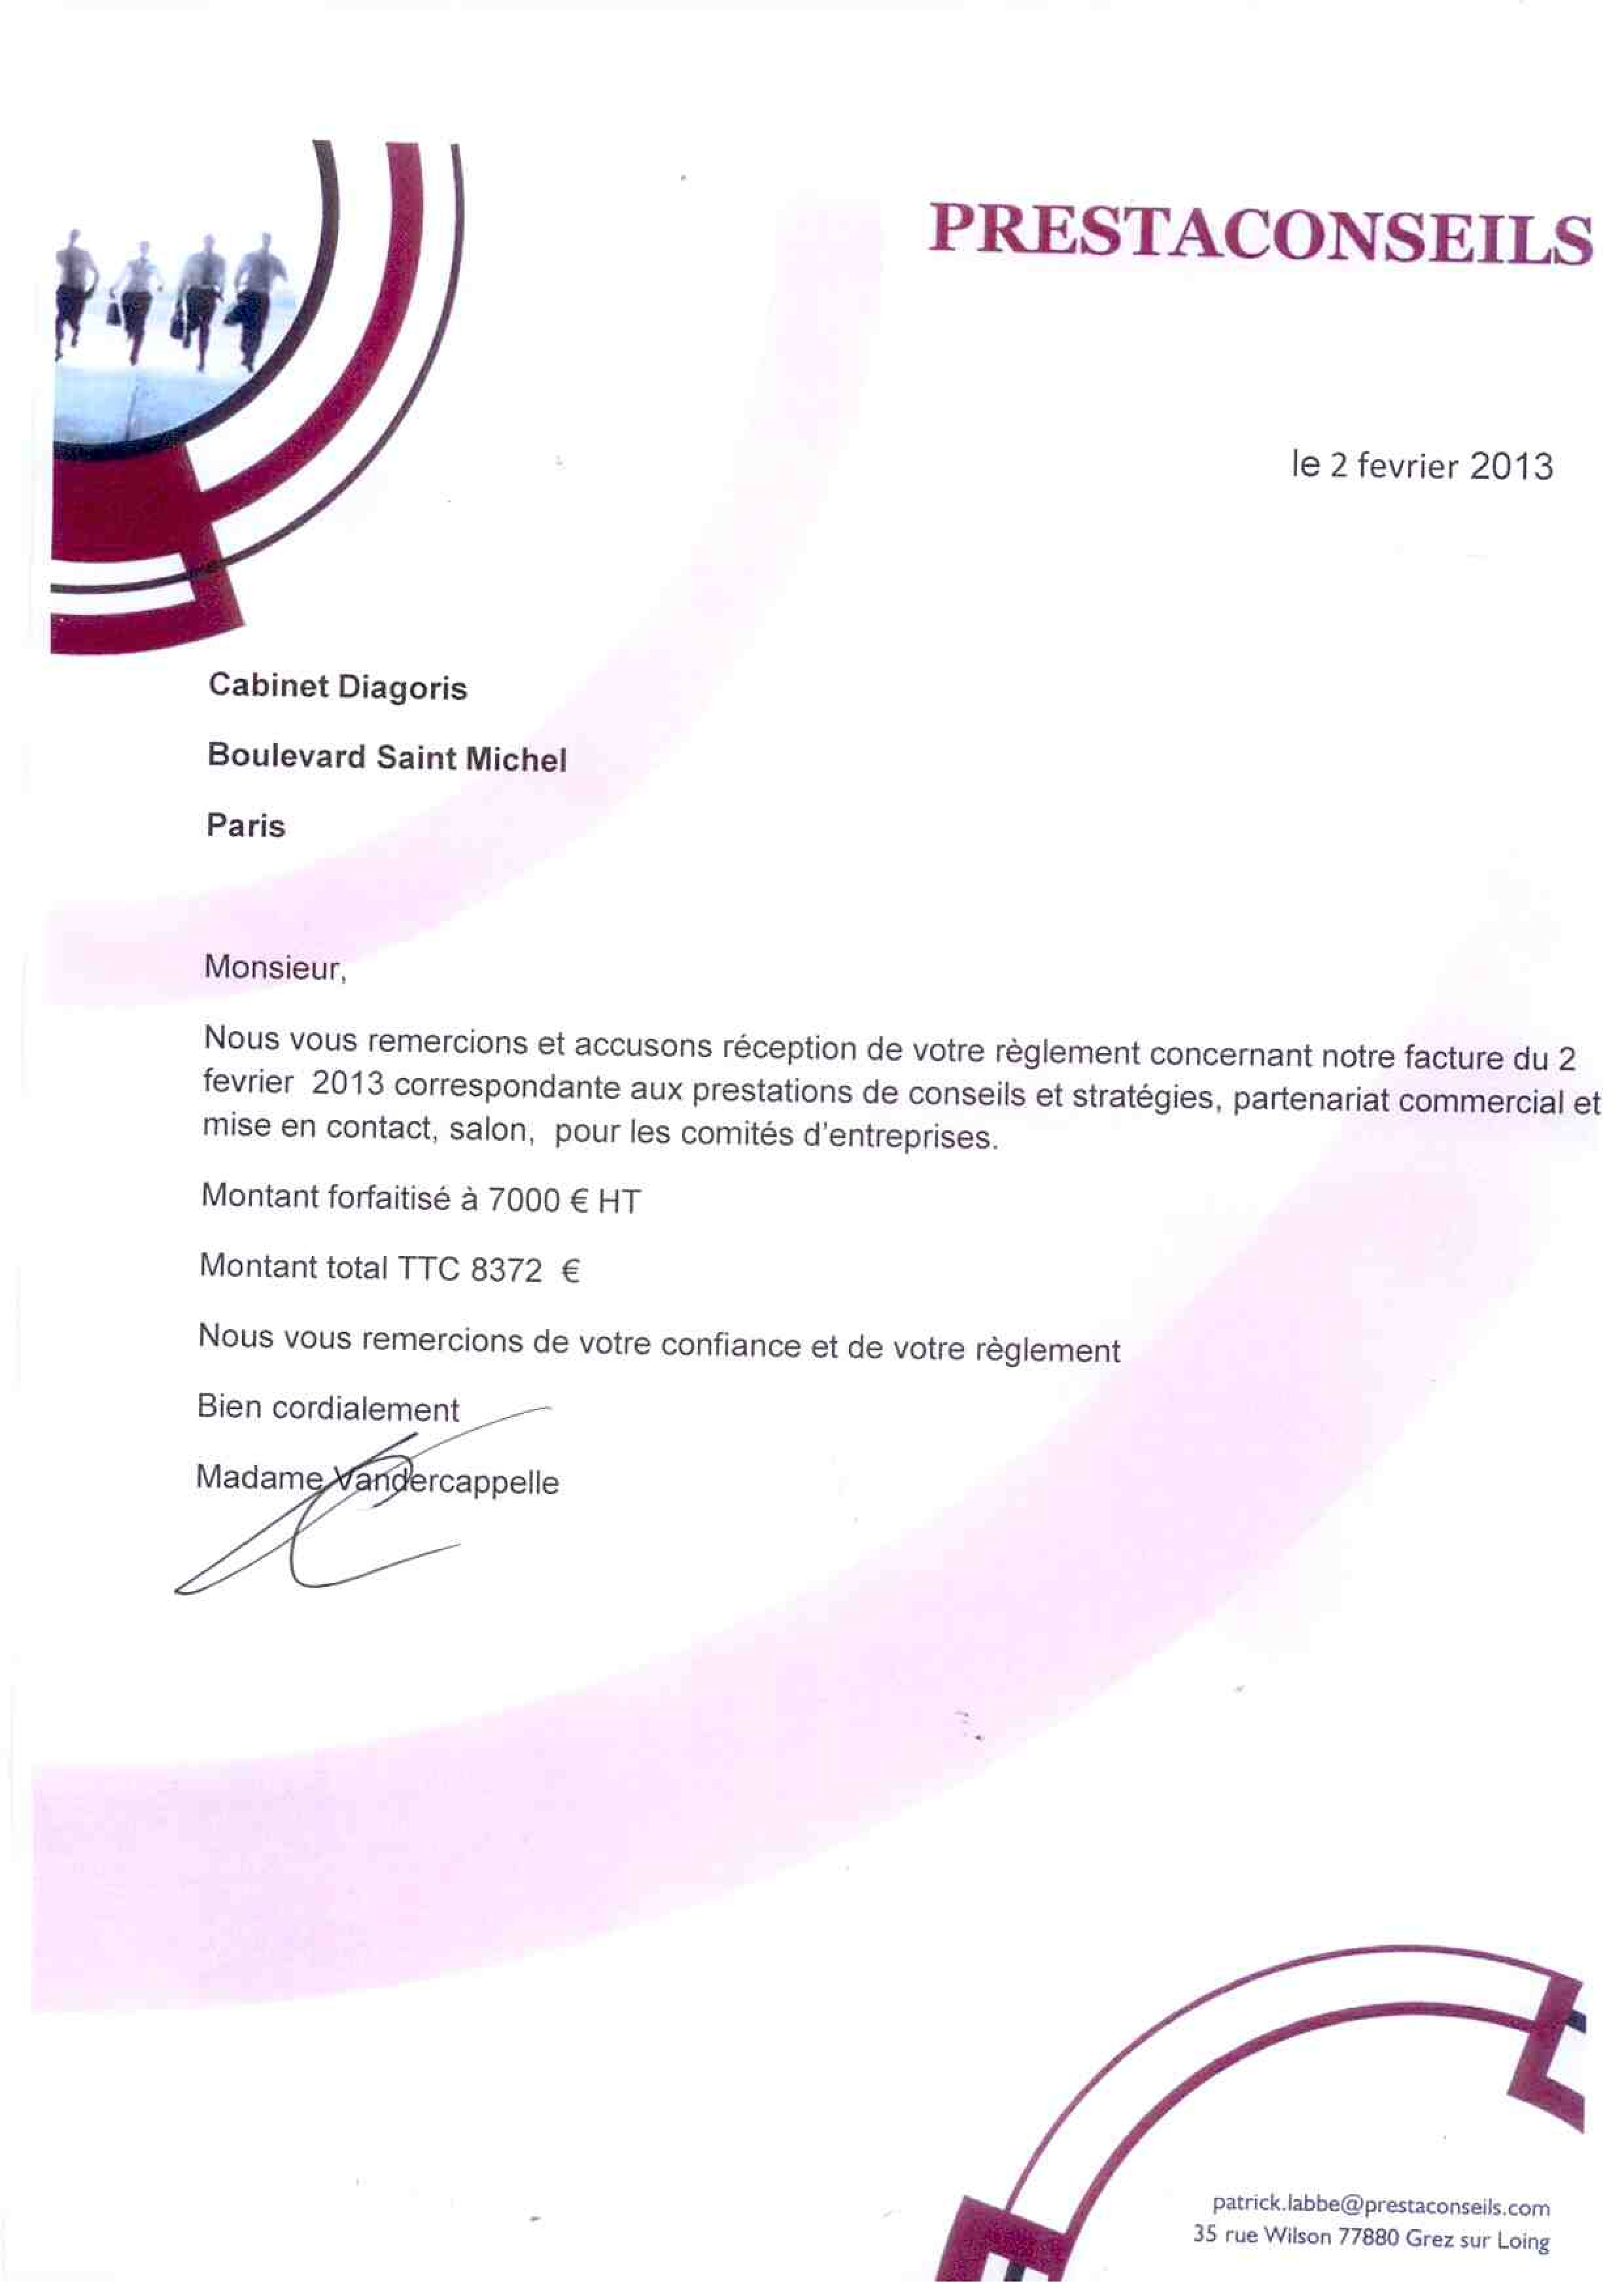 PRESTACONSEILS
le 2 fevrier 2013
Cabinet Diagoris
Boulevard Saint Michel
Paris
Monsieur,
Nous vous remercions et accusons réception de votre règlement concernant notre facture du 2
fevrier 2013 correspondante aux prestations de conseils et stratégies, partenariat commercial et
mise en contact, salon, pour les comités d'entreprises.
Montant forfaitisé à 7000 € HT
Montant total TTC 8372 €
Nous vous remercions de votre confiance et de votre règlement
Bien cordialement
Madame Vandercappelle
patrick.labbe@prestaconseils.com
35 rue Wilson 77880 Grez sur Loing